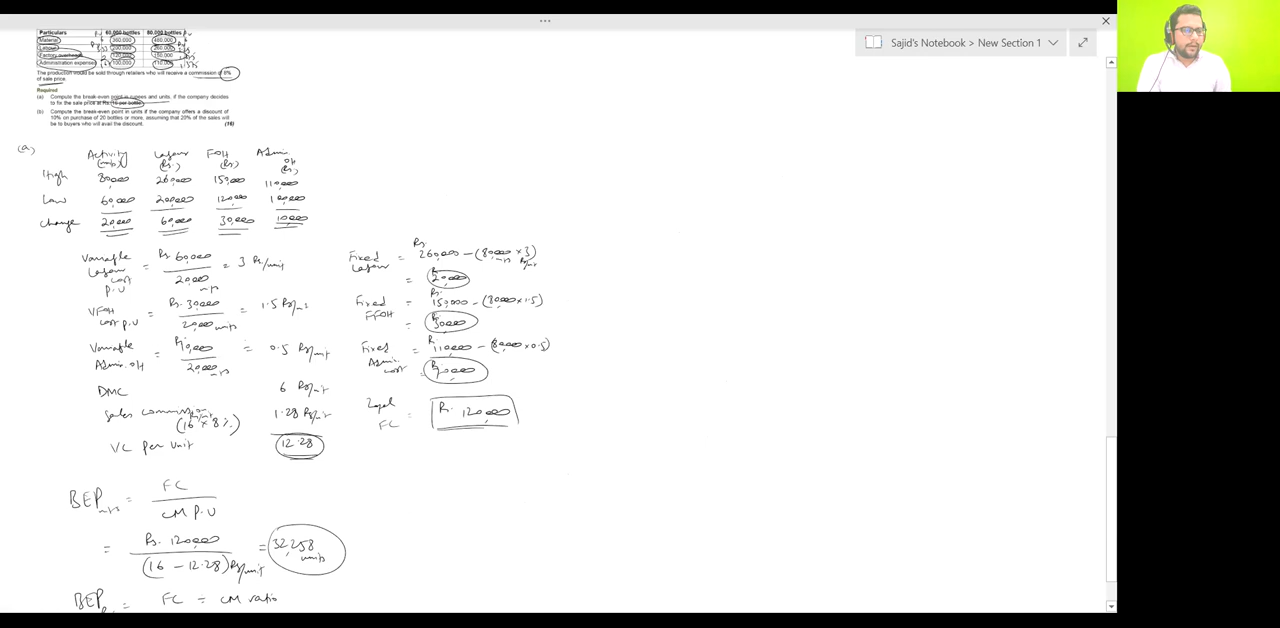 Sajid's Notebook > New Section 1
Particulars 60,000 bottles 80,000 bottles
Material 360,000 480,000
Labour 200,000 260,000
Factory overheads 120,000 150,000
Administration expenses 100,000 110,000
The production would be sold through retailers who will receive a commission of 8%
of sale price.
Required
(a) Compute the break-even point in rupees and units, if the company decides
to fix the sale price at Rs. 16 per bottle.
(b) Compute the break-even point in units if the company offers a discount of
10% on purchase of 20 bottles or more, assuming that 20% of the sales will
be to buyers who will avail the discount. (16)
(a)
Activity Labour FOH Admin.
(Rs.) (Rs) OH (Rs)
High 80,000 260,000 150,000 110,000
Low 60,000 200,000 120,000 100,000
Change 20,000 60,000 30,000 10,000
Variable Labour cost P.U = Rs 60,000 / 20,000 = 3 Rs/unit
Fixed Labour = Rs. 260,000 - (80,000 × 3)
= 20,000
VFOH cost P.U = Rs. 30,000 / 20,000 units = 1.5 Rs/unit
Fixed FFOH = Rs. 150,000 - (80,000 × 1.5)
= 30,000
Variable Admin. OH = 10,000 / 20,000 = 0.5 Rs/unit
Fixed Admin. cost = 110,000 - (80,000 × 0.5)
= 70,000
DMC 6 Rs/unit
Sales commission (16 × 8%) 1.28 Rs/unit
FC = Rs. 120,000
VC per unit 12.28
BEP units = FC / CM P.U
= Rs. 120,000 / (16 - 12.28) Rs/unit = 32,258 units
BEP = FC ÷ CM ratio